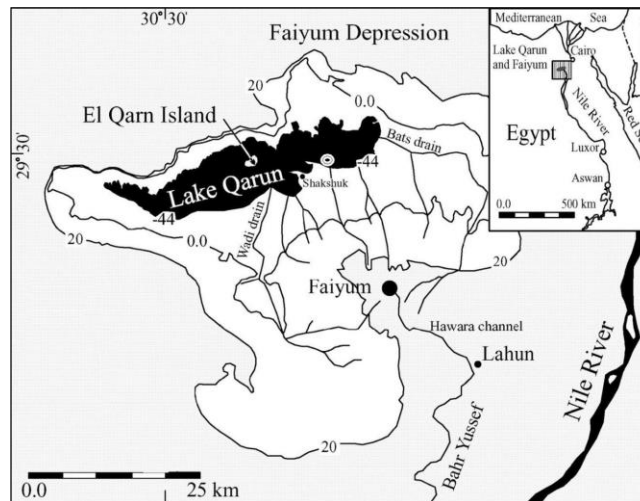 30° 30'
Faiyum Depression
20
0.0
El Qarn Island
29° 30'
Bats drain
-44
Lake Qarun
Shakshuk
-44
20
0.0
Wadi drain
20
Faiyum
Hawara channel
Lahun
Bahr Yussef
20
Nile River
0.0 25 km
Mediterranean Sea
Lake Qarun
and Faiyum
Cairo
Nile River
Egypt
Luxor
Aswan
0.0 500 km